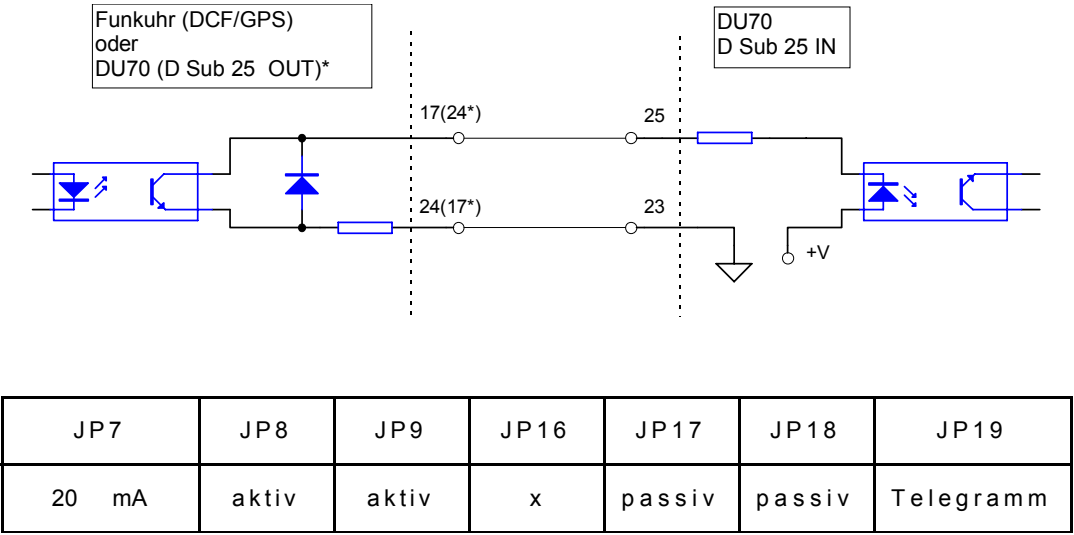 Funkuhr (DCF/GPS)
oder
DU70 (D Sub 25 OUT)*
DU70
D Sub 25 IN
17(24*)
25
24(17*)
23
+V
JP7 JP8 JP9 JP16 JP17 JP18 JP19
20 mA aktiv aktiv x passiv passiv Telegramm